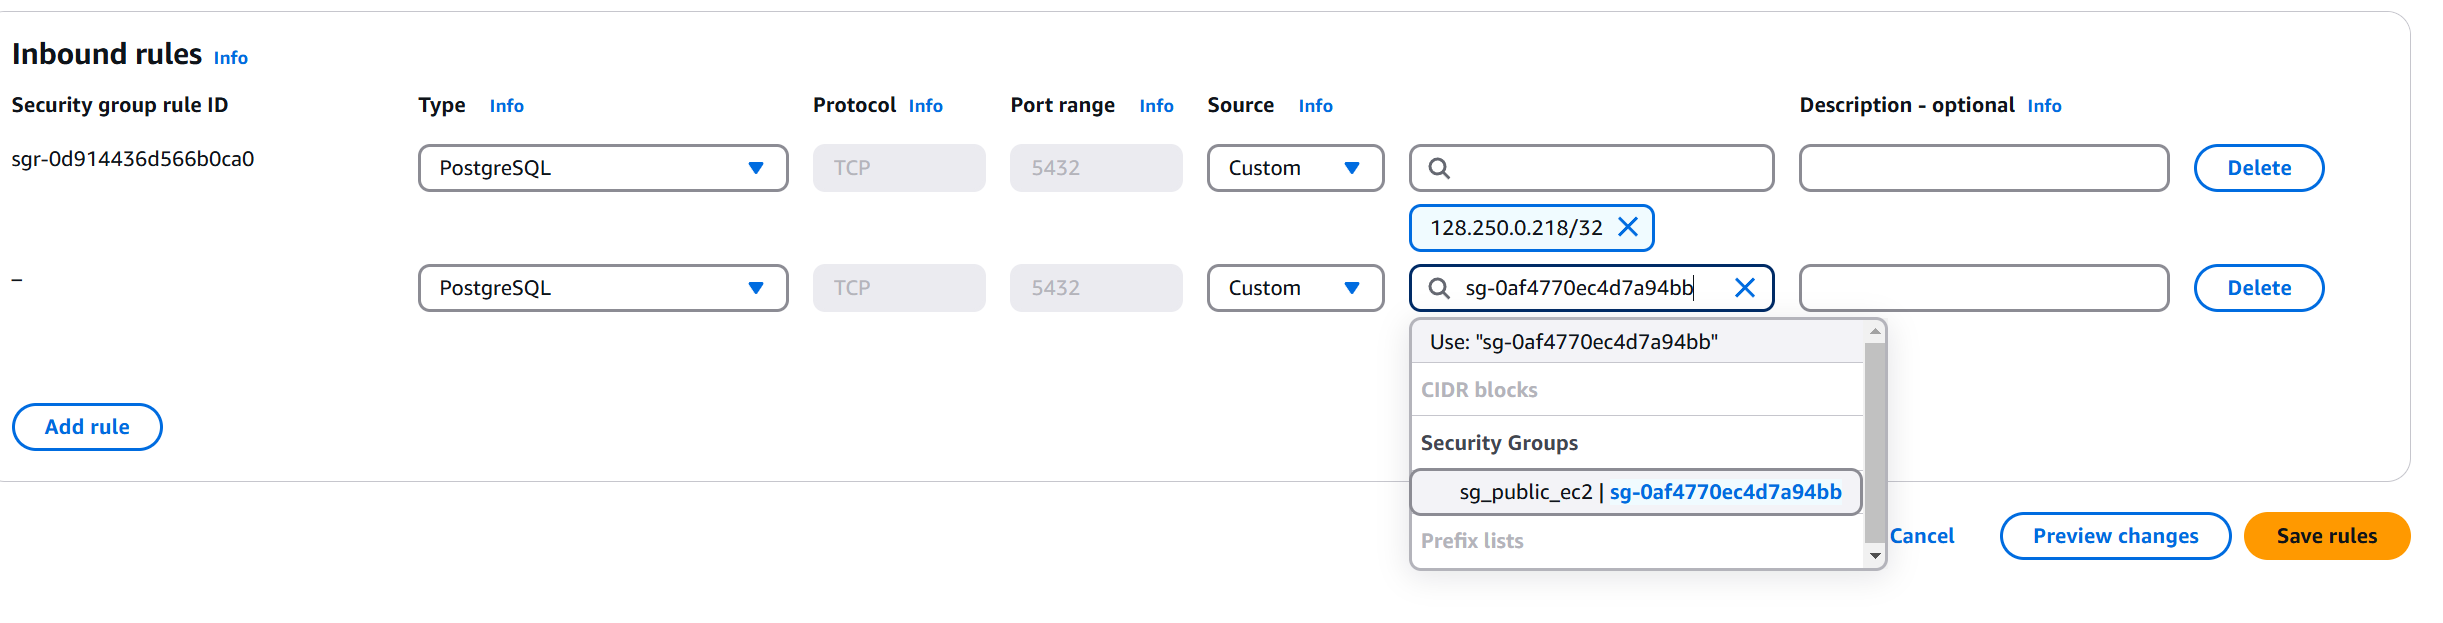 Inbound rules Info
Security group rule ID Type Info Protocol Info Port range Info Source Info Description - optional Info
sgr-0d914436d566b0ca0 PostgreSQL TCP 5432 Custom Delete
128.250.0.218/32
– PostgreSQL TCP 5432 Custom sg-0af4770ec4d7a94bb Delete
Use: "sg-0af4770ec4d7a94bb"
CIDR blocks
Add rule
Security Groups
sg_public_ec2 | sg-0af4770ec4d7a94bb
Prefix lists
Cancel Preview changes Save rules